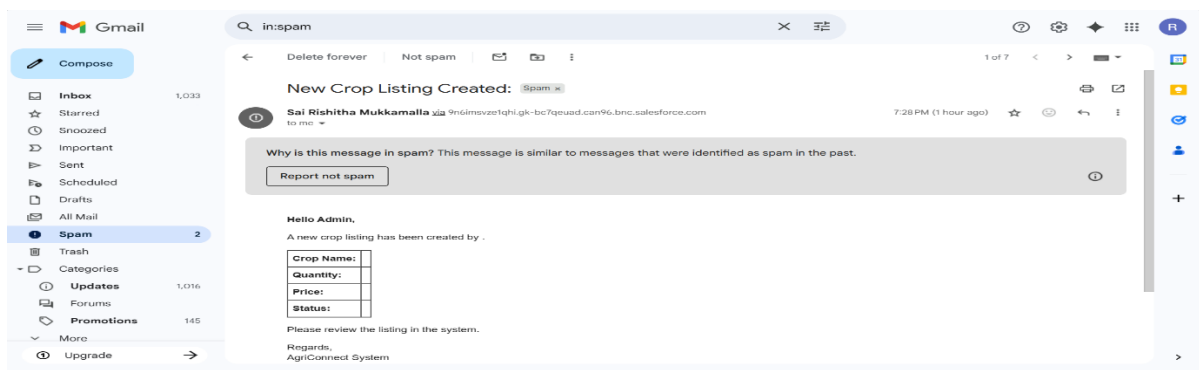 Gmail
in:spam
R
Compose
Delete forever
Not spam
1 of 7
New Crop Listing Created:
Spam ×
Inbox 1,033
Starred
Snoozed
Important
Sent
Scheduled
Drafts
All Mail
Spam 2
Trash
Categories
Updates 1,016
Forums
Promotions 145
More
Upgrade
Sai Rishitha Mukkamalla via 9n6imsvze1qhi.gk-bc7qeuad.can96.bnc.salesforce.com
7:28 PM (1 hour ago)
to me
Why is this message in spam? This message is similar to messages that were identified as spam in the past.
Report not spam
Hello Admin,
A new crop listing has been created by .
Crop Name:
Quantity:
Price:
Status:
Please review the listing in the system.
Regards,
AgriConnect System